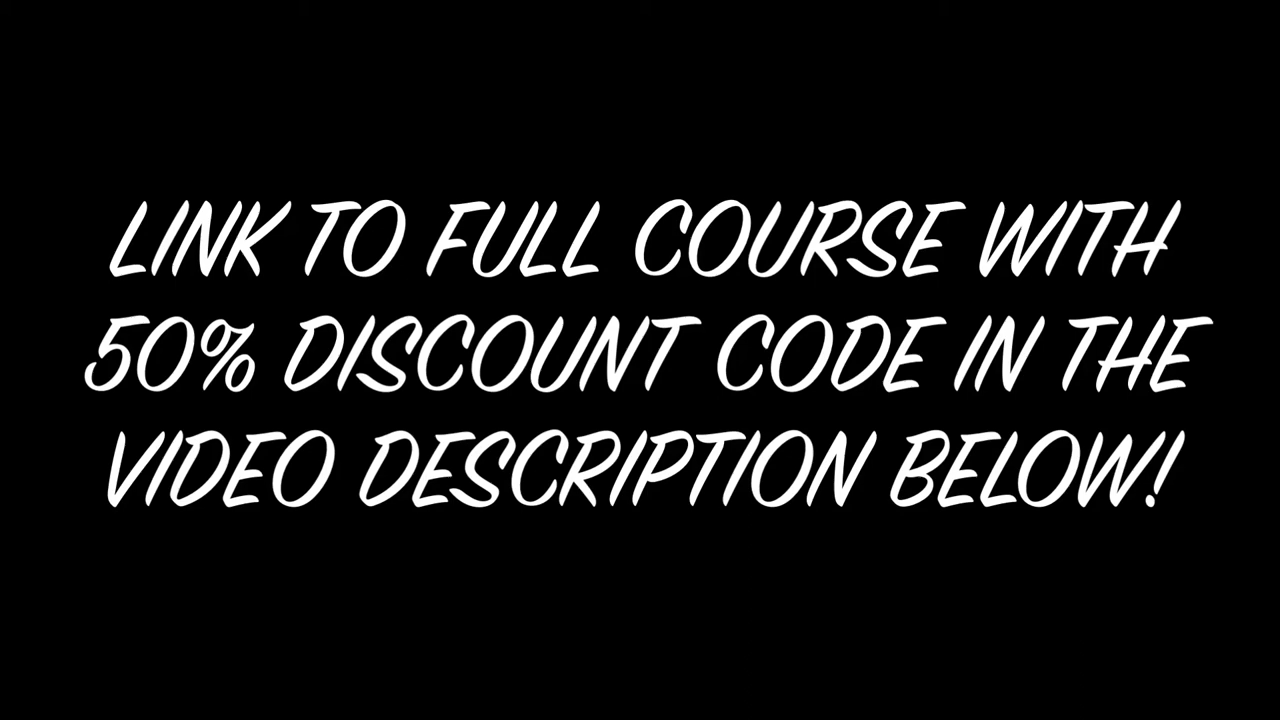 LINK TO FULL COURSE WITH
50% DISCOUNT CODE IN THE
VIDEO DESCRIPTION BELOW!